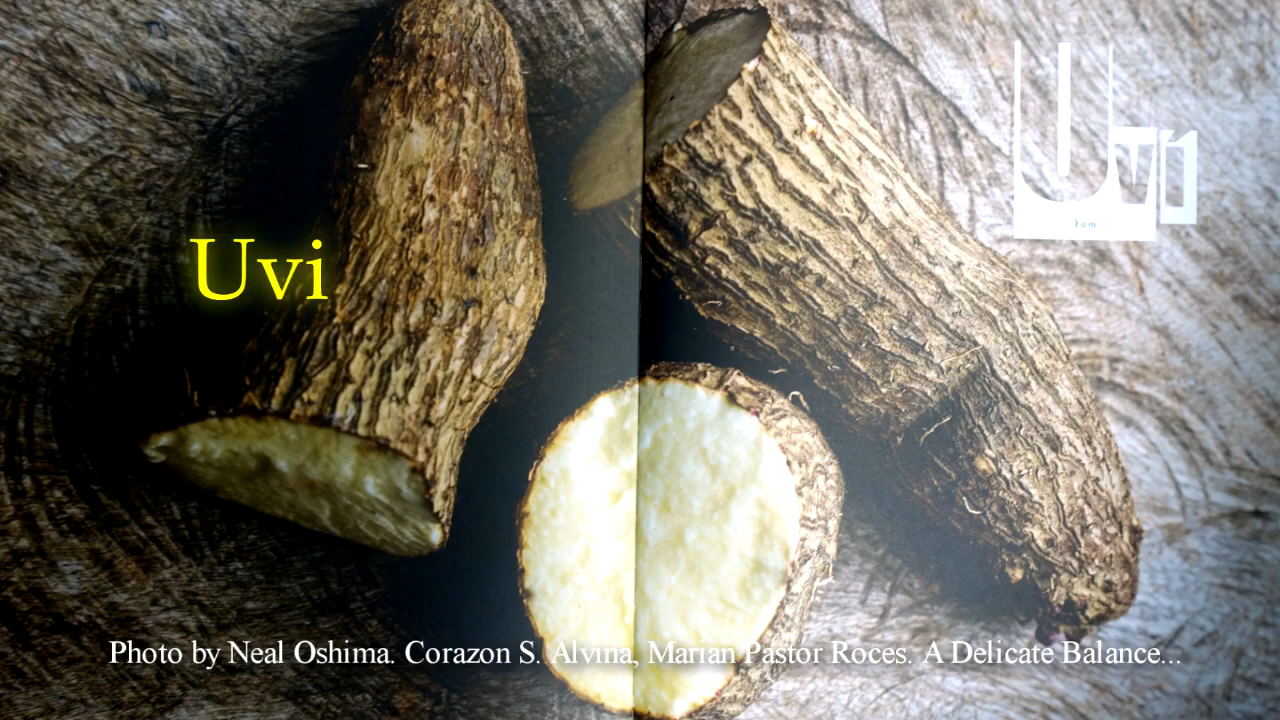 Uvi
Yam
Uvi
Photo by Neal Oshima. Corazon S. Alvina, Marian Pastor Roces. A Delicate Balance...